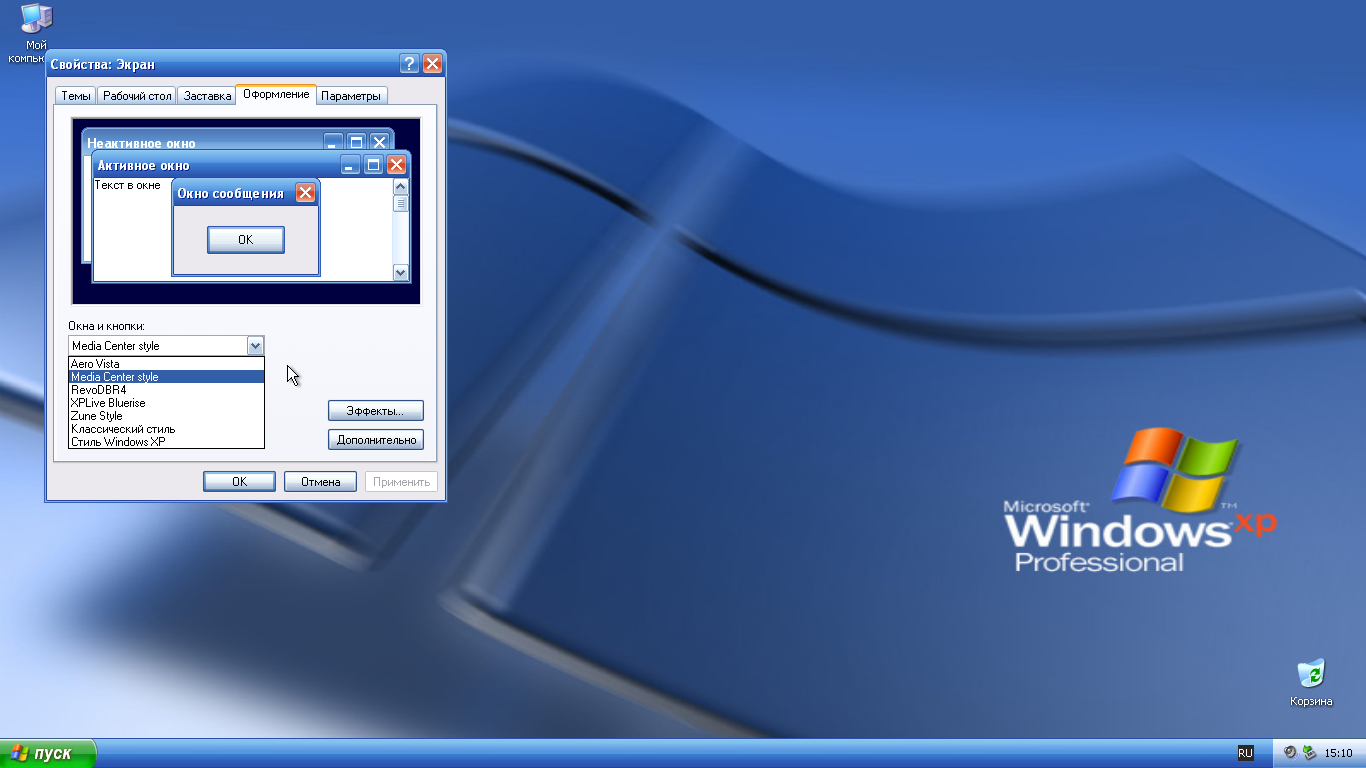 Мой
компью
Свойства: Экран
Темы
Рабочий стол
Заставка
Оформление
Параметры
Неактивное окно
Активное окно
Текст в окне
Окно сообщения
OK
Окна и кнопки:
Media Center style
Aero Vista
Media Center style
RevoDBR4
XPLive Bluerise
Zune Style
Классический стиль
Стиль Windows XP
Эффекты...
Дополнительно
OK
Отмена
Применить
Microsoft®
Windows xp ™
Professional
Корзина
пуск
RU
15:10